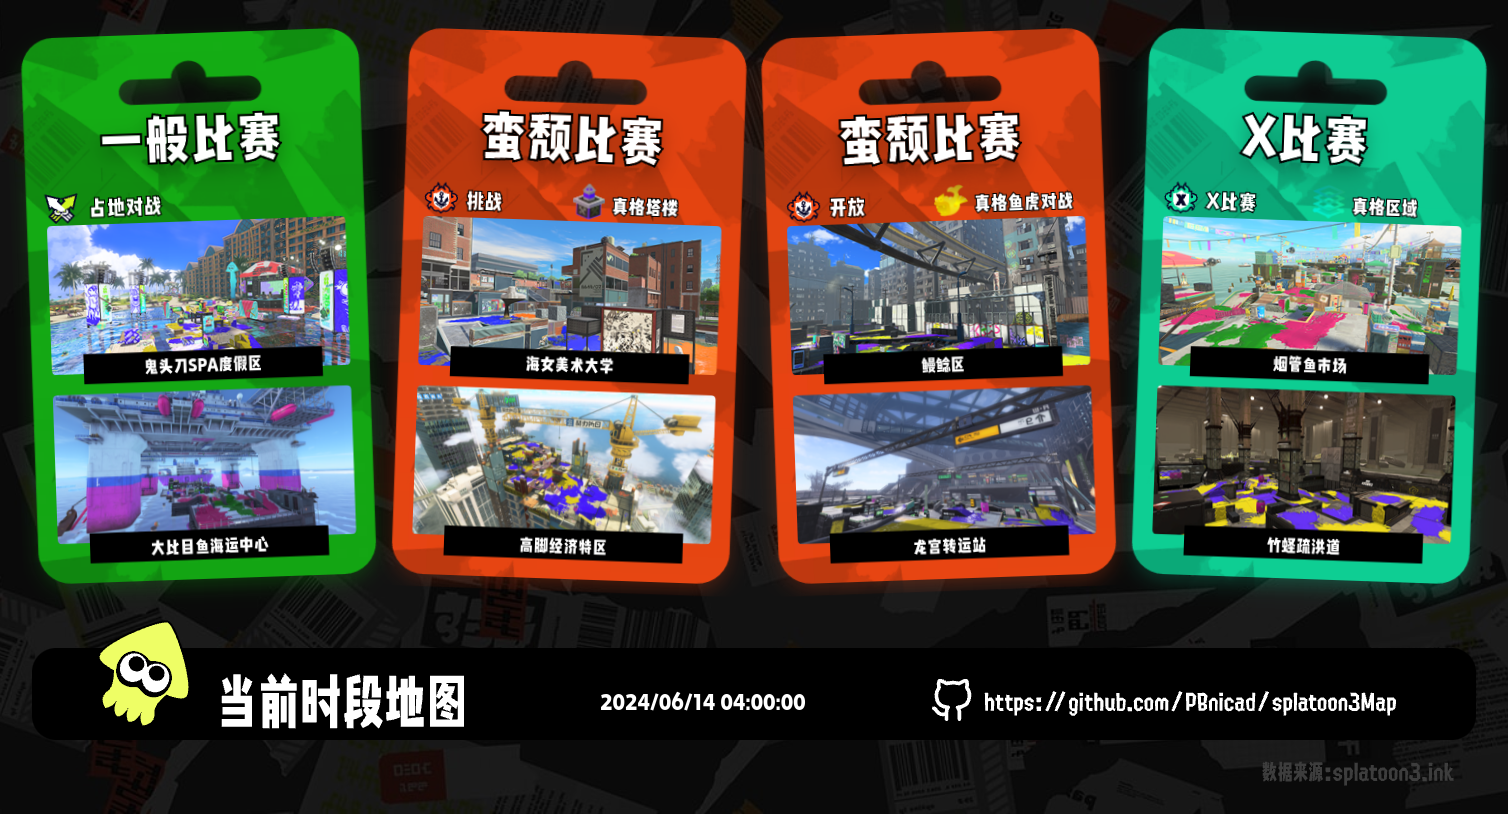 一般比赛
占地对战
鬼头刀SPA度假区
大比目鱼海运中心
蛮颓比赛
挑战
真格塔楼
海女美术大学
高脚经济特区
蛮颓比赛
开放
真格鱼虎对战
鳗鲶区
龙宫转运站
X比赛
X比赛
真格区域
烟管鱼市场
竹蛏疏洪道
当前时段地图
2024/06/14 04:00:00
https://github.com/PBnicad/splatoon3Map
数据来源:splatoon3.ink